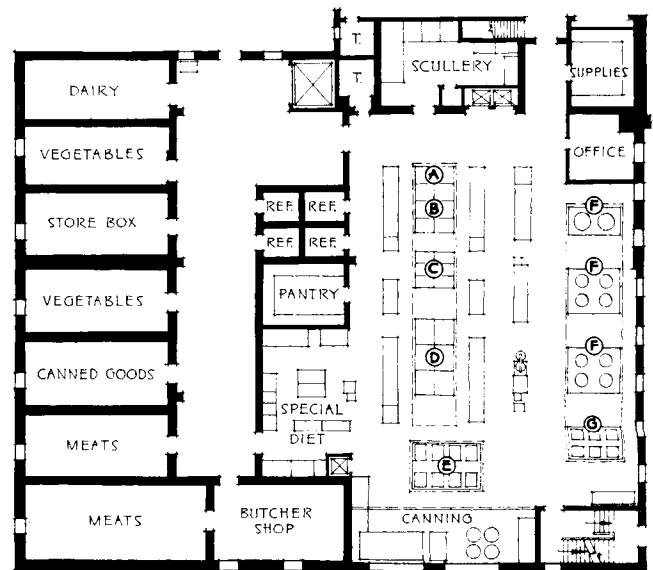 T.
SCULLERY
SUPPLIES
T.
DAIRY
OFFICE
VEGETABLES
A
REF. REF.
B
F
STORE BOX
REF. REF.
C
F
VEGETABLES
PANTRY
F
D
CANNED GOODS
SPECIAL
DIET
G
MEATS
E
MEATS
BUTCHER
SHOP
CANNING